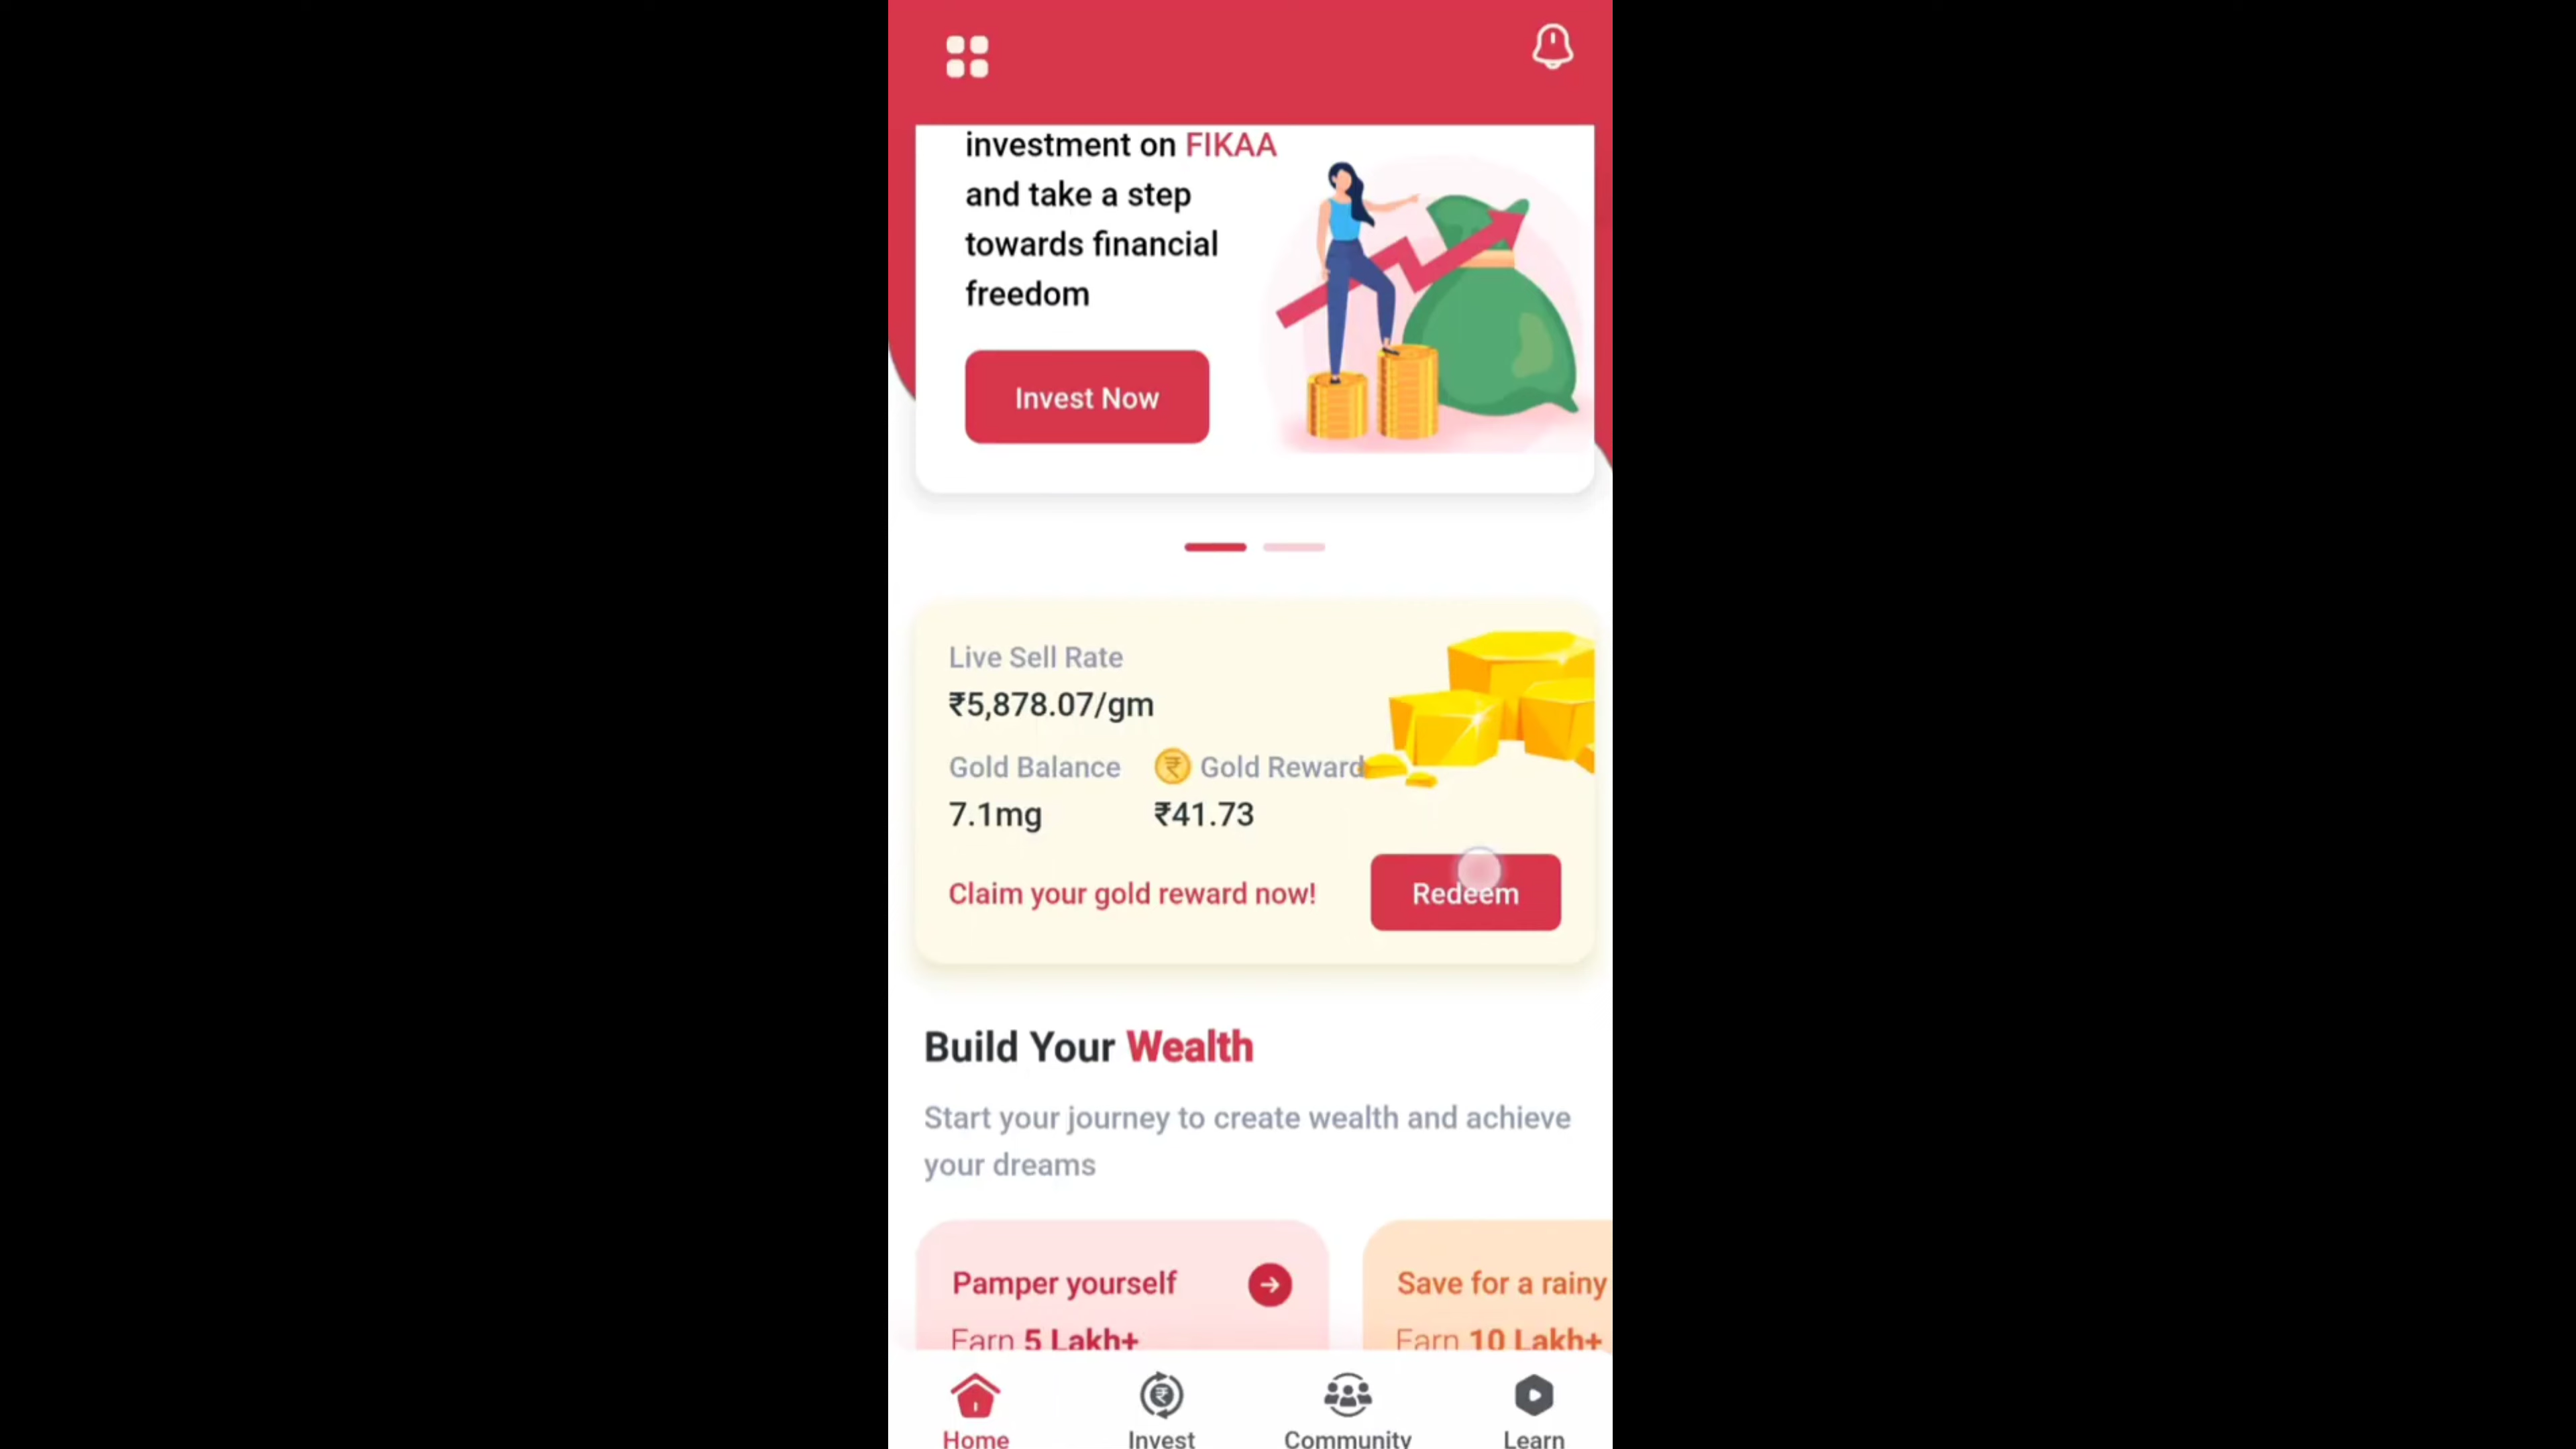 investment on FIKAA
and take a step
towards financial
freedom
Invest Now
Live Sell Rate
₹5,878.07/gm
Gold Balance
Gold Reward
7.1mg
₹41.73
Claim your gold reward now!
Redeem
Build Your Wealth
Start your journey to create wealth and achieve
your dreams
Pamper yourself
Save for a rainy
Earn 5 Lakh+
Earn 10 Lakh+
Home
Invest
Community
Learn